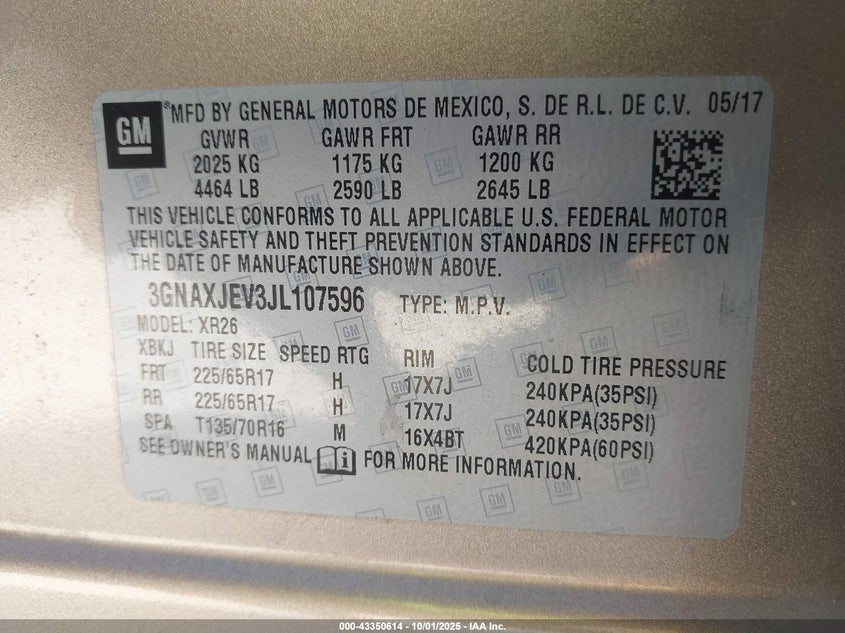 GM ® MFD BY GENERAL MOTORS DE MEXICO, S. DE R.L. DE C.V. 05/17
GVWR GAWR FRT GAWR RR
2025 KG 1175 KG 1200 KG
4464 LB 2590 LB 2645 LB
THIS VEHICLE CONFORMS TO ALL APPLICABLE U.S. FEDERAL MOTOR
VEHICLE SAFETY AND THEFT PREVENTION STANDARDS IN EFFECT ON
THE DATE OF MANUFACTURE SHOWN ABOVE.
3GNAXJEV3JL107596 TYPE: M.P.V.
MODEL: XR26
XBKJ TIRE SIZE SPEED RTG RIM COLD TIRE PRESSURE
FRT 225/65R17 H 17X7J 240KPA(35PSI)
RR 225/65R17 H 17X7J 240KPA(35PSI)
SPA T135/70R16 M 16X4BT 420KPA(60PSI)
SEE OWNER'S MANUAL FOR MORE INFORMATION.
000-43350614 - 10/01/2025 - IAA Inc.